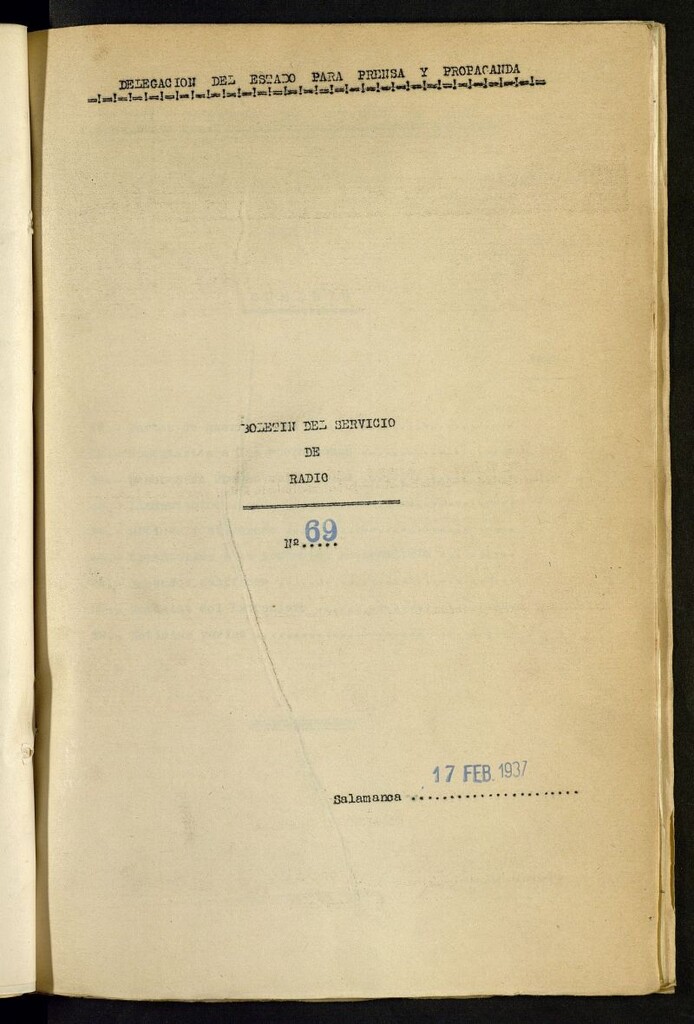 DELEGACION DEL ESTADO PARA PRENSA Y PROPAGANDA
BOLETIN DEL SERVICIO
DE
RADIO
Nº.....69
17 FEB. 1937
Salamanca ......................